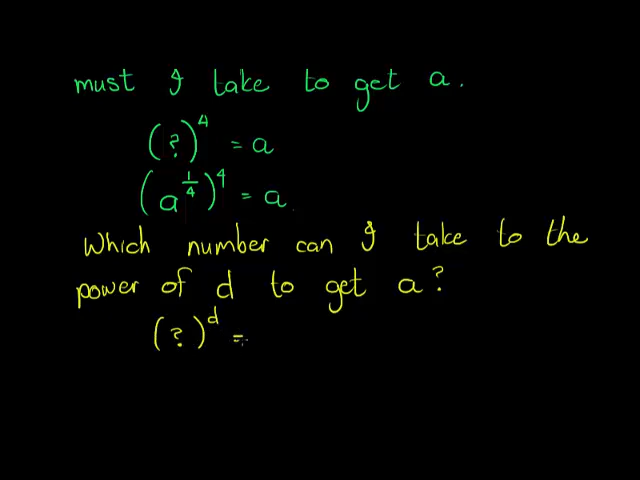 must I take to get a.
(?)^4 = a
(a^{1/4})^4 = a
Which number can I take to the
power of d to get a?
(?)^d =